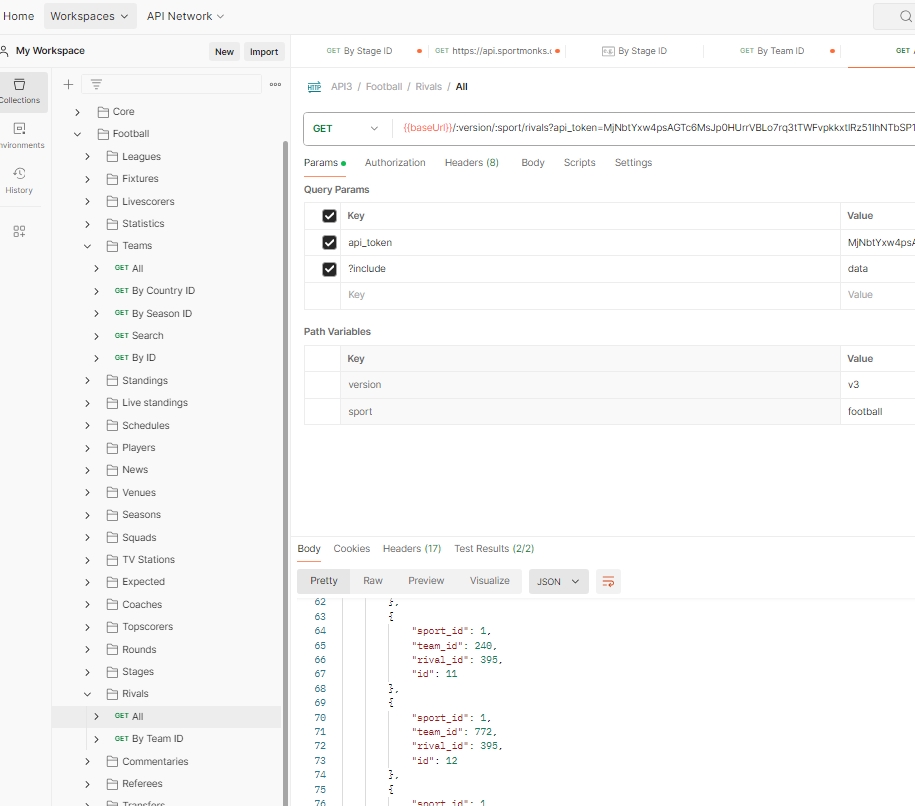 Home Workspaces API Network
My Workspace New Import
GET By Stage ID GET https://api.sportmonks.c By Stage ID GET By Team ID GET
Collections
API3 / Football / Rivals / All
Core
Football
GET {{baseUrl}}/:version/:sport/rivals?api_token=
nvironments
Leagues
Params Authorization Headers (8) Body Scripts Settings
Fixtures
History
Query Params
Livescorers
Key Value
Statistics
api_token
Teams
?include data
GET All
Key Value
GET By Country ID
GET By Season ID
Path Variables
GET Search
Key Value
GET By ID
version v3
Standings
sport football
Live standings
Schedules
Players
News
Venues
Seasons
Squads
Body Cookies Headers (17) Test Results (2/2)
TV Stations
Pretty Raw Preview Visualize JSON
Expected
Coaches
62 },
63 {
Topscorers
64 "sport_id": 1,
65 "team_id": 240,
Rounds
66 "rival_id": 395,
67 "id": 11
Stages
68 },
Rivals
69 {
GET All
70 "sport_id": 1,
71 "team_id": 772,
GET By Team ID
72 "rival_id": 395,
73 "id": 12
Commentaries
74 },
Referees
75 {
Transfers
76 "sport_id": 1